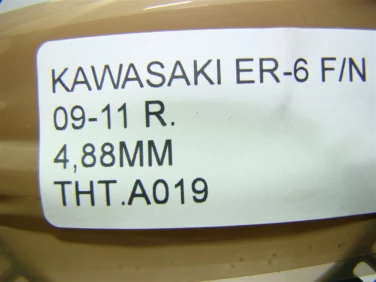 KAWASAKI ER-6 F/N
09-11 R.
4,88MM
THT.A019